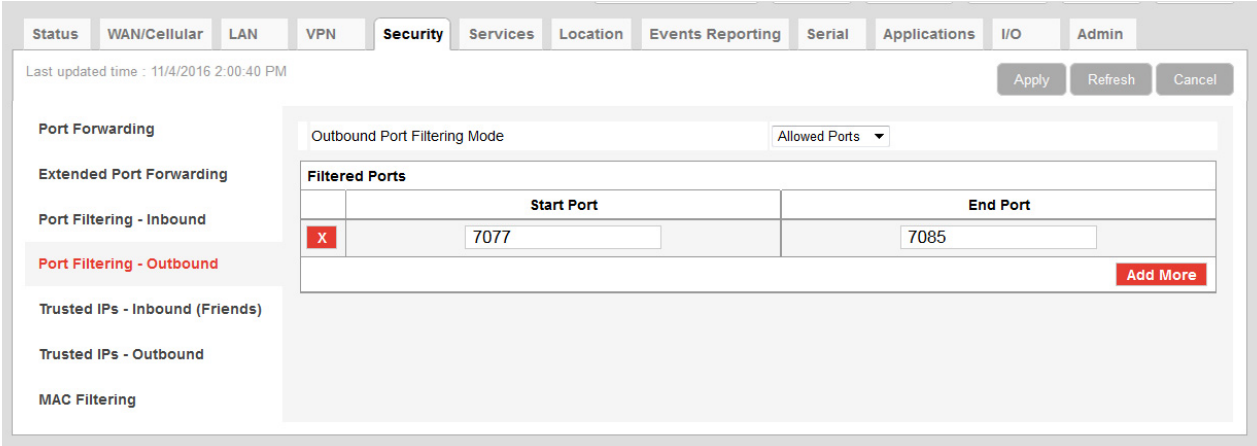 Status WAN/Cellular LAN VPN Security Services Location Events Reporting Serial Applications I/O Admin
Last updated time : 11/4/2016 2:00:40 PM
Apply Refresh Cancel
Port Forwarding
Extended Port Forwarding
Port Filtering - Inbound
Port Filtering - Outbound
Trusted IPs - Inbound (Friends)
Trusted IPs - Outbound
MAC Filtering
Outbound Port Filtering Mode Allowed Ports
Filtered Ports
Start Port End Port
X 7077 7085
Add More